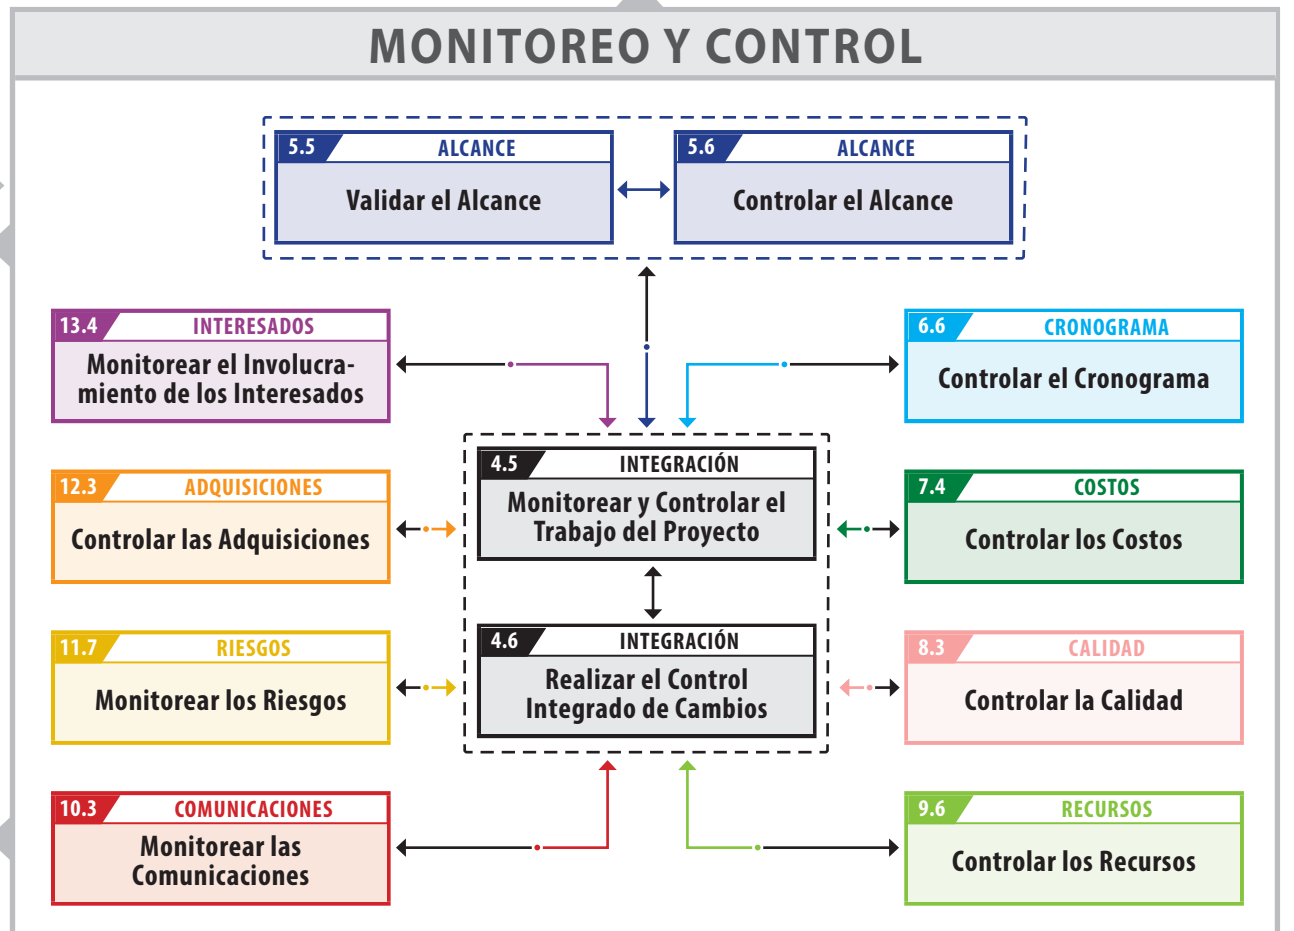 MONITOREO Y CONTROL
5.5 ALCANCE
Validar el Alcance
5.6 ALCANCE
Controlar el Alcance
13.4 INTERESADOS
Monitorear el Involucra-
miento de los Interesados
6.6 CRONOGRAMA
Controlar el Cronograma
4.5 INTEGRACIÓN
Monitorear y Controlar el
Trabajo del Proyecto
12.3 ADQUISICIONES
Controlar las Adquisiciones
7.4 COSTOS
Controlar los Costos
4.6 INTEGRACIÓN
Realizar el Control
Integrado de Cambios
11.7 RIESGOS
Monitorear los Riesgos
8.3 CALIDAD
Controlar la Calidad
10.3 COMUNICACIONES
Monitorear las
Comunicaciones
9.6 RECURSOS
Controlar los Recursos